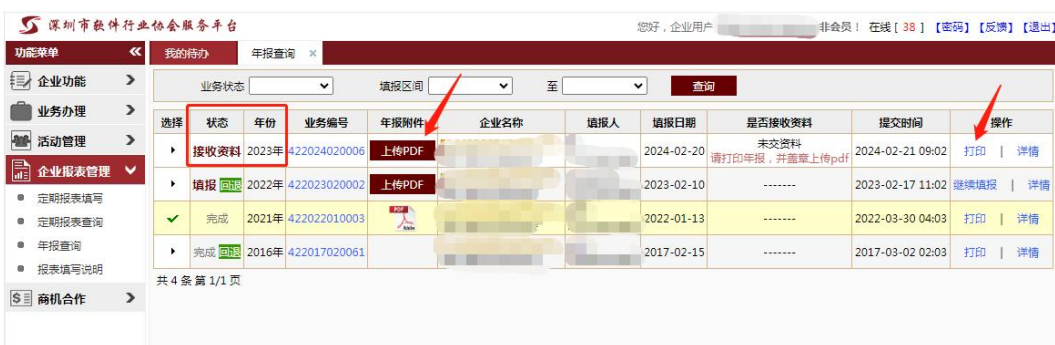 深圳市软件行业协会服务平台
您好，企业用户 非会员！ 在线[ 38 ] 【密码】【反馈】【退出】
功能菜单 «
我的待办 年报查询 ×
企业功能
业务办理
活动管理
企业报表管理
定期报表填写
定期报表查询
年报查询
报表填写说明
商机合作
业务状态 填报区间 至 查询
选择 状态 年份 业务编号 年报附件 企业名称 填报人 填报日期 是否接收资料 提交时间 操作
接收资料 2023年 422024020006 上传PDF 2024-02-20 未交资料 2024-02-21 09:02 打印 | 详情
请打印年报，并盖章上传pdf
填报 回退 2022年 422023020002 上传PDF 2023-02-10 ------- 2023-02-17 11:02 继续填报 | 详情
完成 2021年 422022010003 PDF Adobe 2022-01-13 ------- 2022-03-30 04:03 打印 | 详情
完成 回退 2016年 422017020061 2017-02-15 ------- 2017-03-02 02:03 打印 | 详情
共 4 条 第 1/1 页